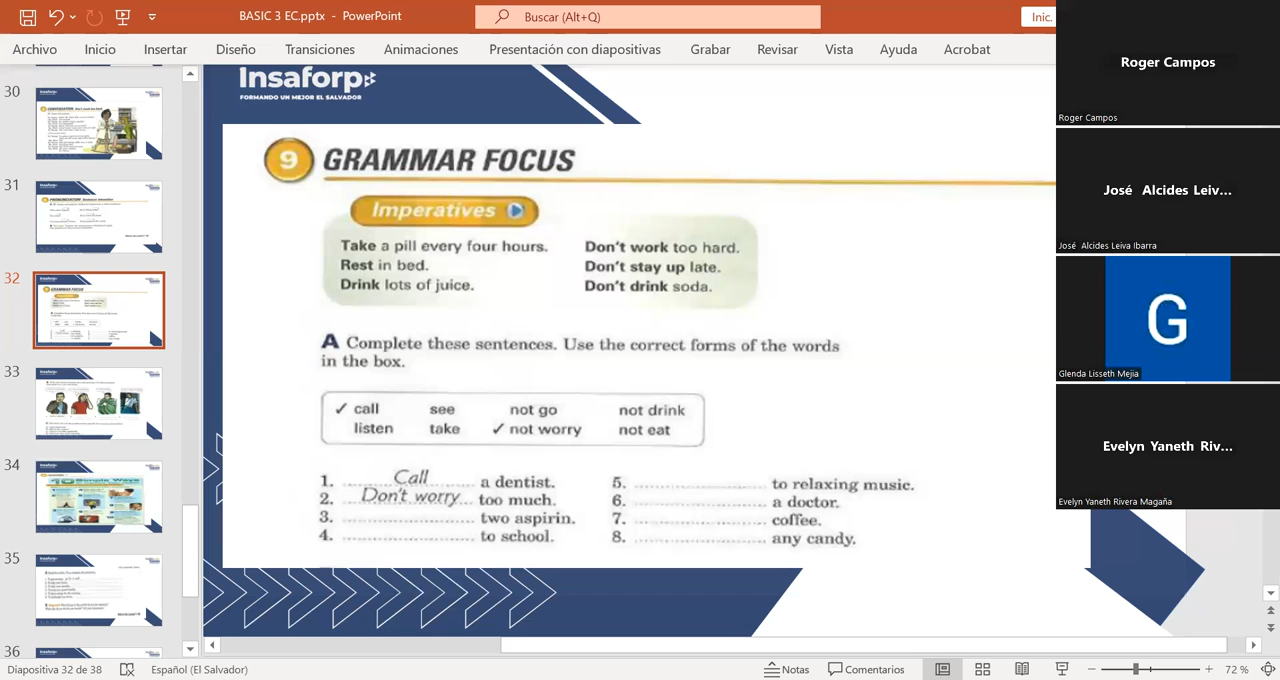 BASIC 3 EC.pptx - PowerPoint
Buscar (Alt+Q)
Inic.
Archivo Inicio Insertar Diseño Transiciones Animaciones Presentación con diapositivas Grabar Revisar Vista Ayuda Acrobat
30
31
32
33
34
35
36
Insaforp
FORMANDO UN MEJOR EL SALVADOR
9 GRAMMAR FOCUS
Imperatives
Take a pill every four hours. Don't work too hard.
Rest in bed. Don't stay up late.
Drink lots of juice. Don't drink soda.
A Complete these sentences. Use the correct forms of the words
in the box.
✓ call see not go not drink
listen take ✓ not worry not eat
1. Call a dentist. 5. .............................. to relaxing music.
2. Don't worry too much. 6. .............................. a doctor.
3. .............................. two aspirin. 7. .............................. coffee.
4. .............................. to school. 8. .............................. any candy.
Roger Campos
Roger Campos
José Alcides Leiv...
José Alcides Leiva Ibarra
G
Glenda Lisseth Mejia
Evelyn Yaneth Riv...
Evelyn Yaneth Rivera Magaña
Diapositiva 32 de 38 Español (El Salvador) Notas Comentarios 72 %